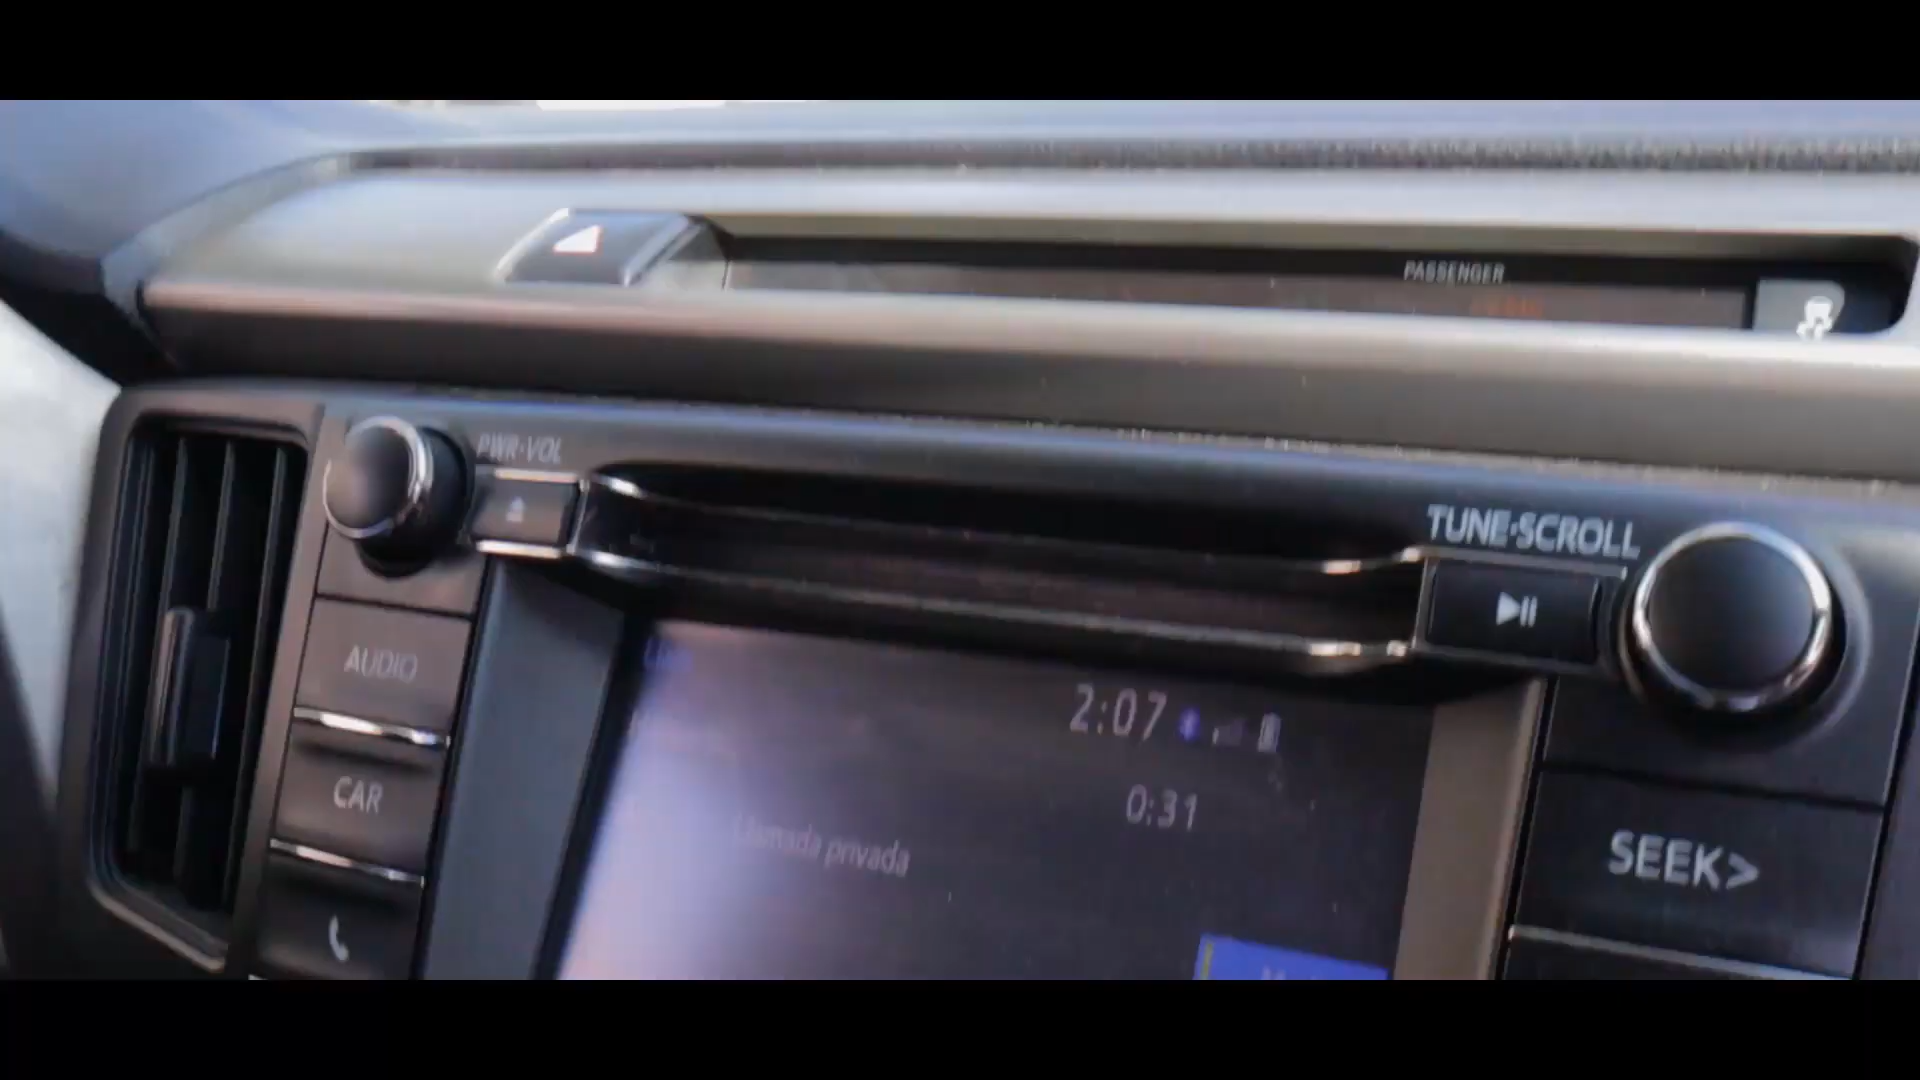 PASSENGER
PWR·VOL
TUNE·SCROLL
AUDIO
2:07
CAR
0:31
Llamada privada
SEEK>